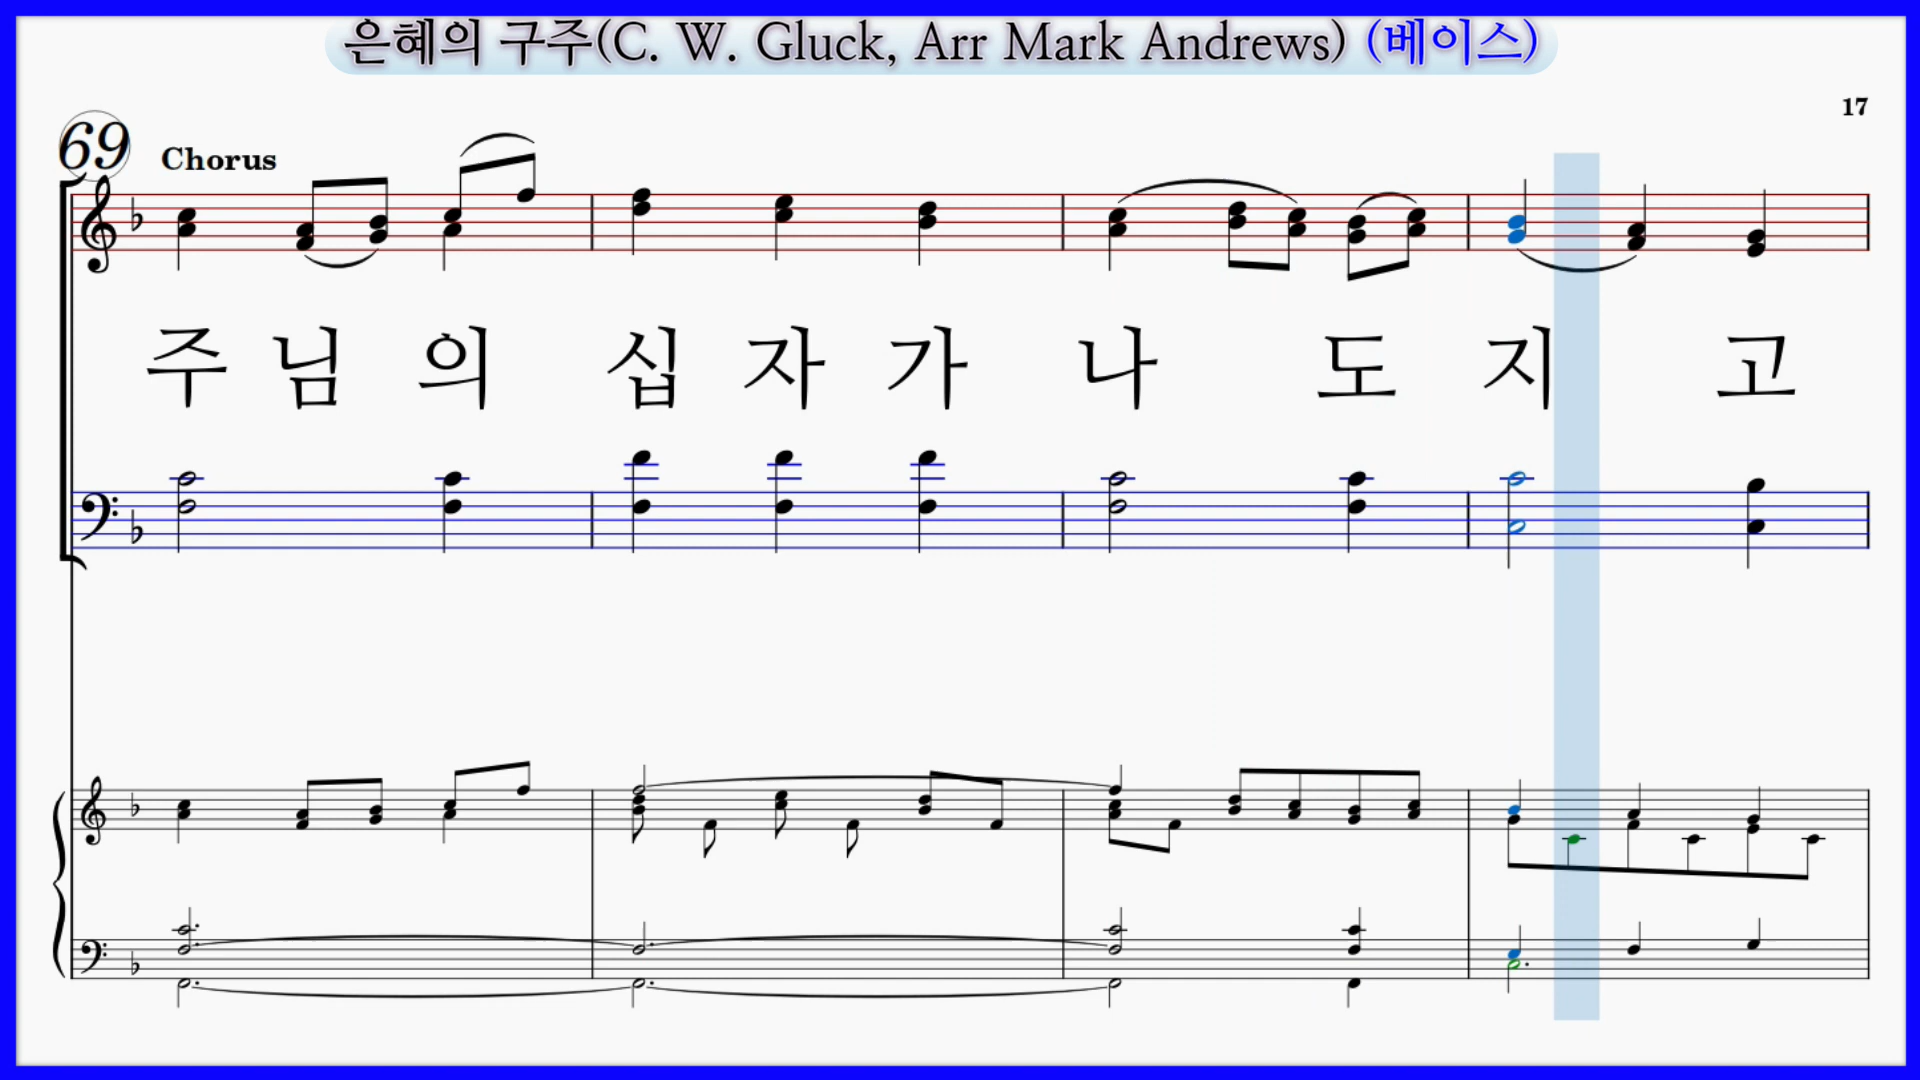 은혜의 구주(C. W. Gluck, Arr Mark Andrews) (베이스)
17
69
Chorus
주 님 의 십 자 가 나 도 지 고